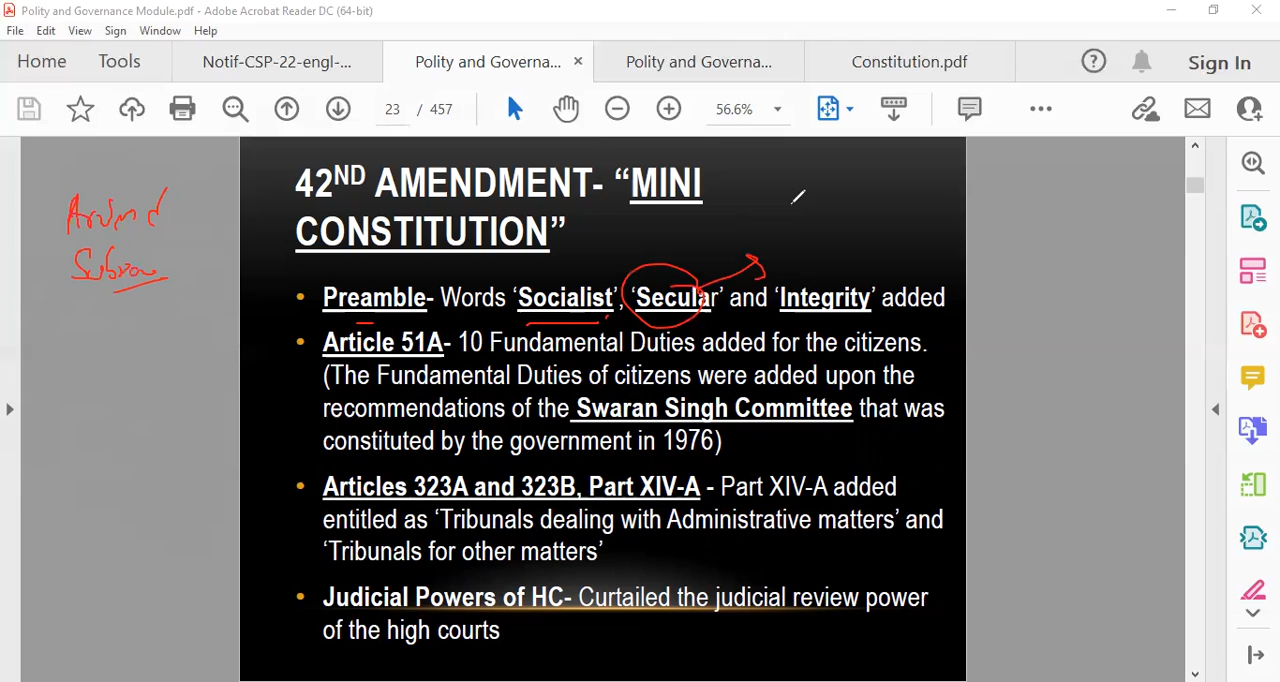 Polity and Governance Module.pdf - Adobe Acrobat Reader DC (64-bit)
File Edit View Sign Window Help
Home Tools Notif-CSP-22-engl-... Polity and Governa... × Polity and Governa... Constitution.pdf Sign In
23 / 457 56.6%
42ND AMENDMENT- “MINI
CONSTITUTION”
• Preamble- Words ‘Socialist’, ‘Secular’ and ‘Integrity’ added
• Article 51A- 10 Fundamental Duties added for the citizens.
(The Fundamental Duties of citizens were added upon the
recommendations of the Swaran Singh Committee that was
constituted by the government in 1976)
• Articles 323A and 323B, Part XIV-A - Part XIV-A added
entitled as ‘Tribunals dealing with Administrative matters’ and
‘Tribunals for other matters’
• Judicial Powers of HC- Curtailed the judicial review power
of the high courts